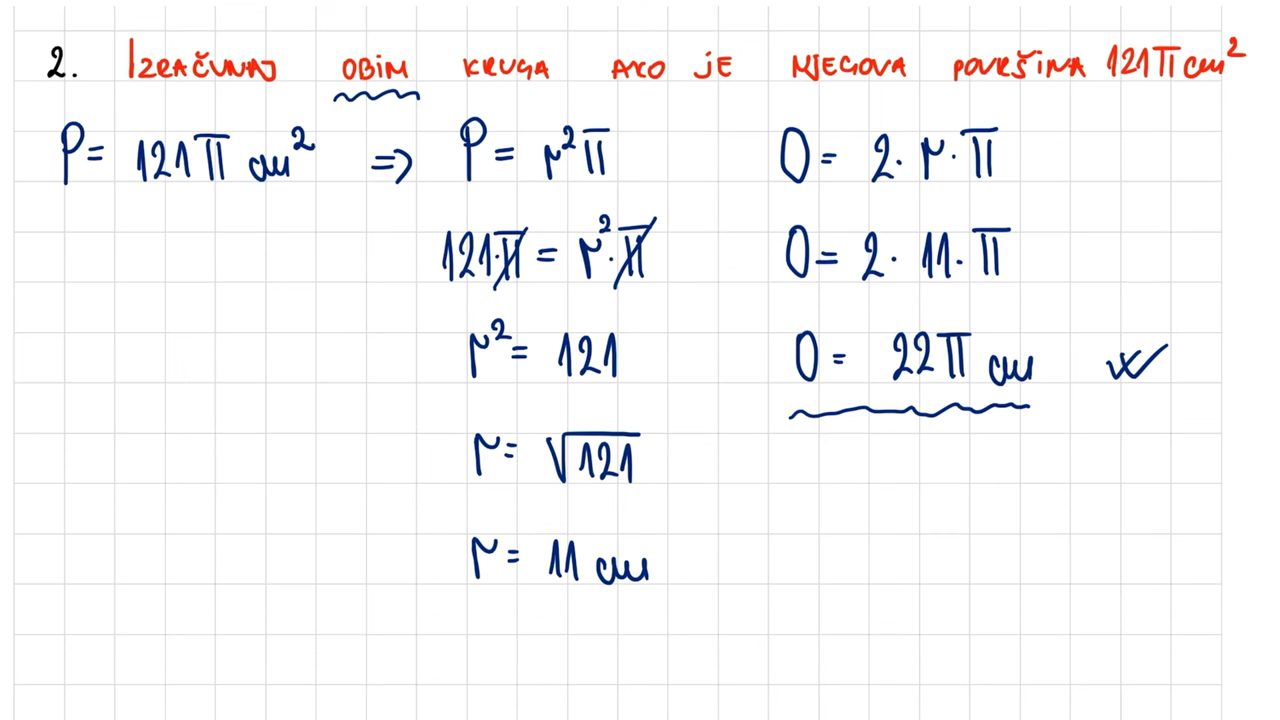 2. IZRAČUNAJ OBIM KRUGA AKO JE NJEGOVA POVRŠINA 121π cm²
P = 121π cm² => P = r²π O = 2·r·π
121·π = r²·π O = 2·11·π
r² = 121 O = 22π cm
r = √121
r = 11 cm